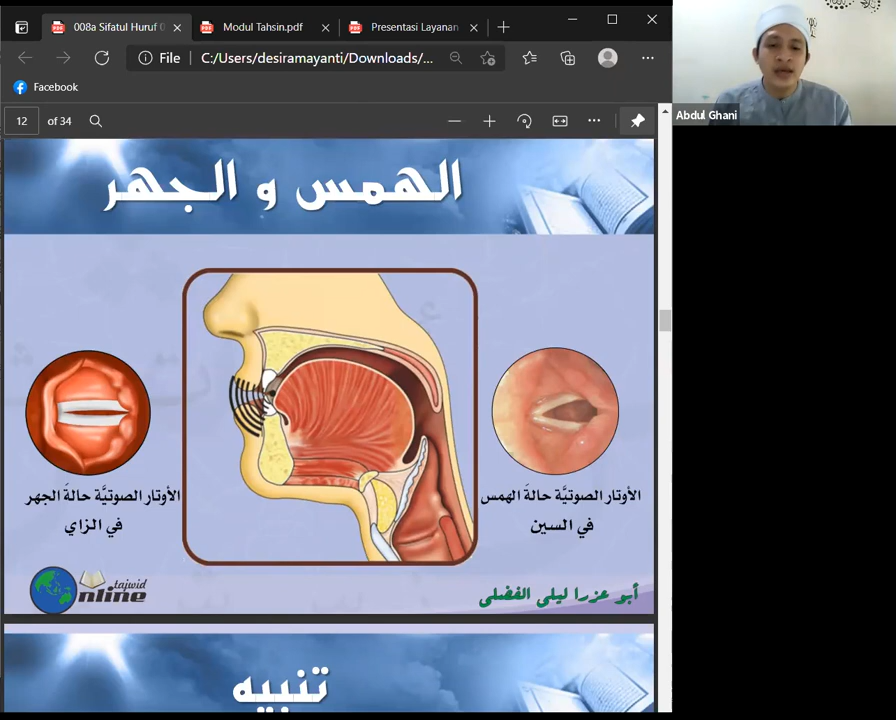 008a Sifatul Huruf
Modul Tahsin.pdf
Presentasi Layanan
File
C:/Users/desiramayanti/Downloads/...
Facebook
12 of 34
Abdul Ghani
الهمس و الجهر
الأوتار الصوتيَّة حالةَ الهمس
في السين
الأوتار الصوتيَّة حالةَ الجهر
في الزاي
tajwid
Online
أبو عزرا ليلى الفضلى
تنبيه